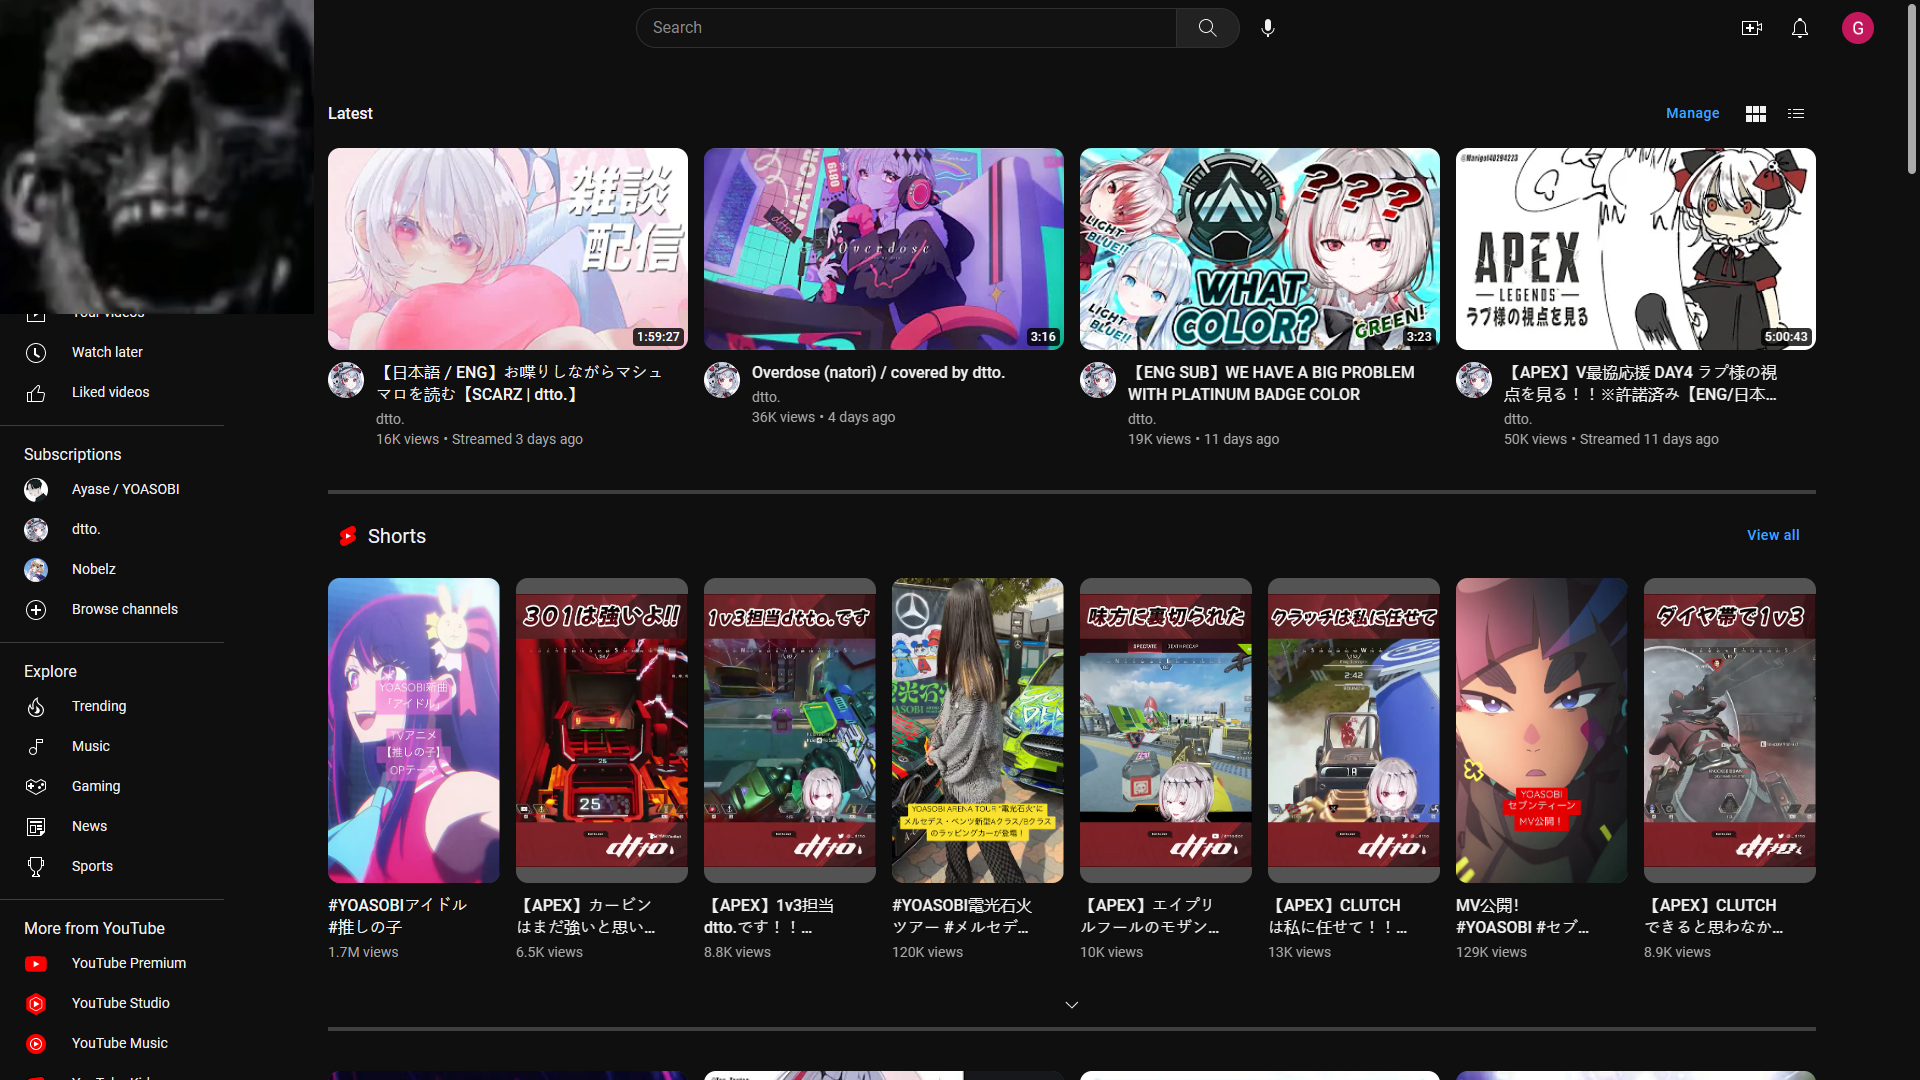 Search
G
Latest
Manage
雑談
配信
1:59:27
Overdose
3:16
LIGHT BLUE!!
LIGHT BLUE!!
???
WHAT COLOR?
GREEN!
3:23
@Manigal40294223
APEX
LEGENDS
ラブ様の視点を見る
5:00:43
【日本語 / ENG】お喋りしながらマシュ
マロを読む【SCARZ | dtto.】
dtto.
16K views • Streamed 3 days ago
Overdose (natori) / covered by dtto.
dtto.
36K views • 4 days ago
【ENG SUB】WE HAVE A BIG PROBLEM
WITH PLATINUM BADGE COLOR
dtto.
19K views • 11 days ago
【APEX】V最協応援 DAY4 ラプ様の視
点を見る！！※許諾済み【ENG/日本...
dtto.
50K views • Streamed 11 days ago
Your videos
Watch later
Liked videos
Subscriptions
Ayase / YOASOBI
dtto.
Nobelz
Browse channels
Explore
Trending
Music
Gaming
News
Sports
More from YouTube
YouTube Premium
YouTube Studio
YouTube Music
Shorts
View all
YOASOBI新曲
「アイドル」
TVアニメ
【推しの子】
OPテーマ
301は強いよ!!
25
dtto.
1v3担当dtto.です
dtto.
YOASOBI ARENA TOUR "電光石火"に
メルセデス・ベンツ新型Aクラス/Bクラス
のラッピングカーが登場！
味方に裏切られた
SPECTATE
DEATH RECAP
dtto.
クラッチは私に任せて
2:42
dtto.
YOASOBI
セブンティーン
MV公開！
ダイヤ帯で1v3
dtto.
#YOASOBIアイドル
#推しの子
1.7M views
【APEX】カービン
はまだ強いと思い...
6.5K views
【APEX】1v3担当
dtto.です！！...
8.8K views
#YOASOBI電光石火
ツアー #メルセデ...
120K views
【APEX】エイプリ
ルフールのモザン...
10K views
【APEX】CLUTCH
は私に任せて！！...
13K views
MV公開！
#YOASOBI #セブ...
129K views
【APEX】CLUTCH
できると思わなか...
8.9K views